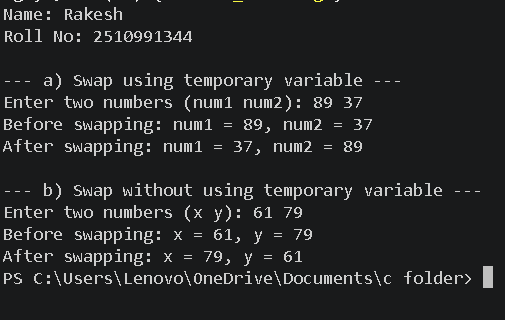 Name: Rakesh
Roll No: 2510991344
--- a) Swap using temporary variable ---
Enter two numbers (num1 num2): 89 37
Before swapping: num1 = 89, num2 = 37
After swapping: num1 = 37, num2 = 89
--- b) Swap without using temporary variable ---
Enter two numbers (x y): 61 79
Before swapping: x = 61, y = 79
After swapping: x = 79, y = 61
PS C:\Users\Lenovo\OneDrive\Documents\c folder>